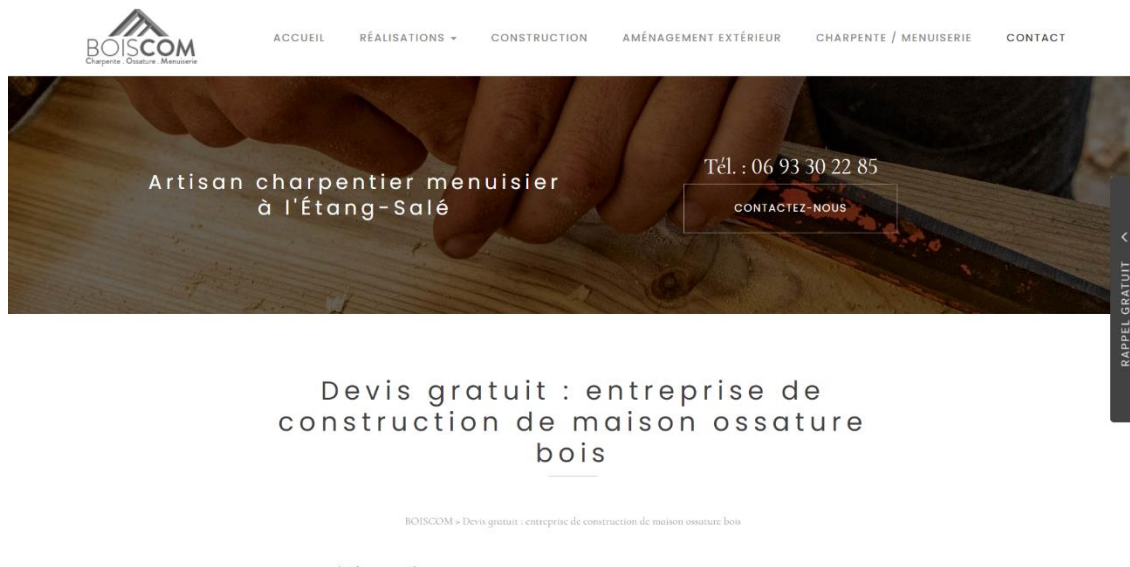 BOISCOM
Charpente . Ossature . Menuiserie
ACCUEIL
RÉALISATIONS
CONSTRUCTION
AMÉNAGEMENT EXTÉRIEUR
CHARPENTE / MENUISERIE
CONTACT
Artisan charpentier menuisier
à l'Étang-Salé
Tél. : 06 93 30 22 85
CONTACTEZ-NOUS
RAPPEL GRATUIT
Devis gratuit : entreprise de
construction de maison ossature
bois
BOISCOM > Devis gratuit : entreprise de construction de maison ossature bois